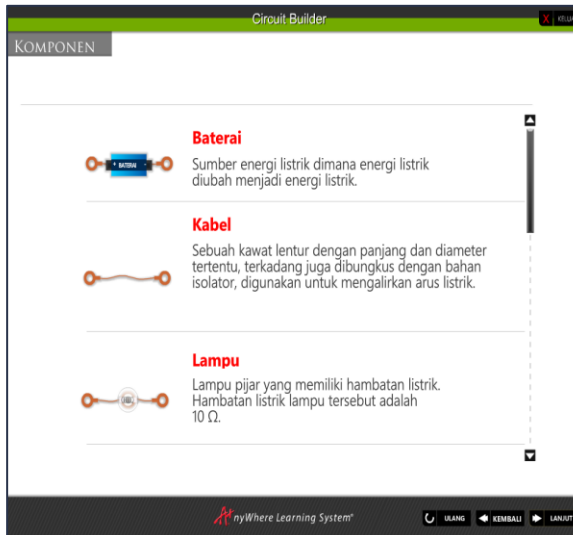 Circuit Builder
X KELUA
KOMPONEN
Baterai
+ BATERAI -
Sumber energi listrik dimana energi listrik
diubah menjadi energi listrik.
Kabel
Sebuah kawat lentur dengan panjang dan diameter
tertentu, terkadang juga dibungkus dengan bahan
isolator, digunakan untuk mengalirkan arus listrik.
Lampu
Lampu pijar yang memiliki hambatan listrik.
Hambatan listrik lampu tersebut adalah
10 Ω.
AnyWhere Learning System
ULANG
KEMBALI
LANJUT